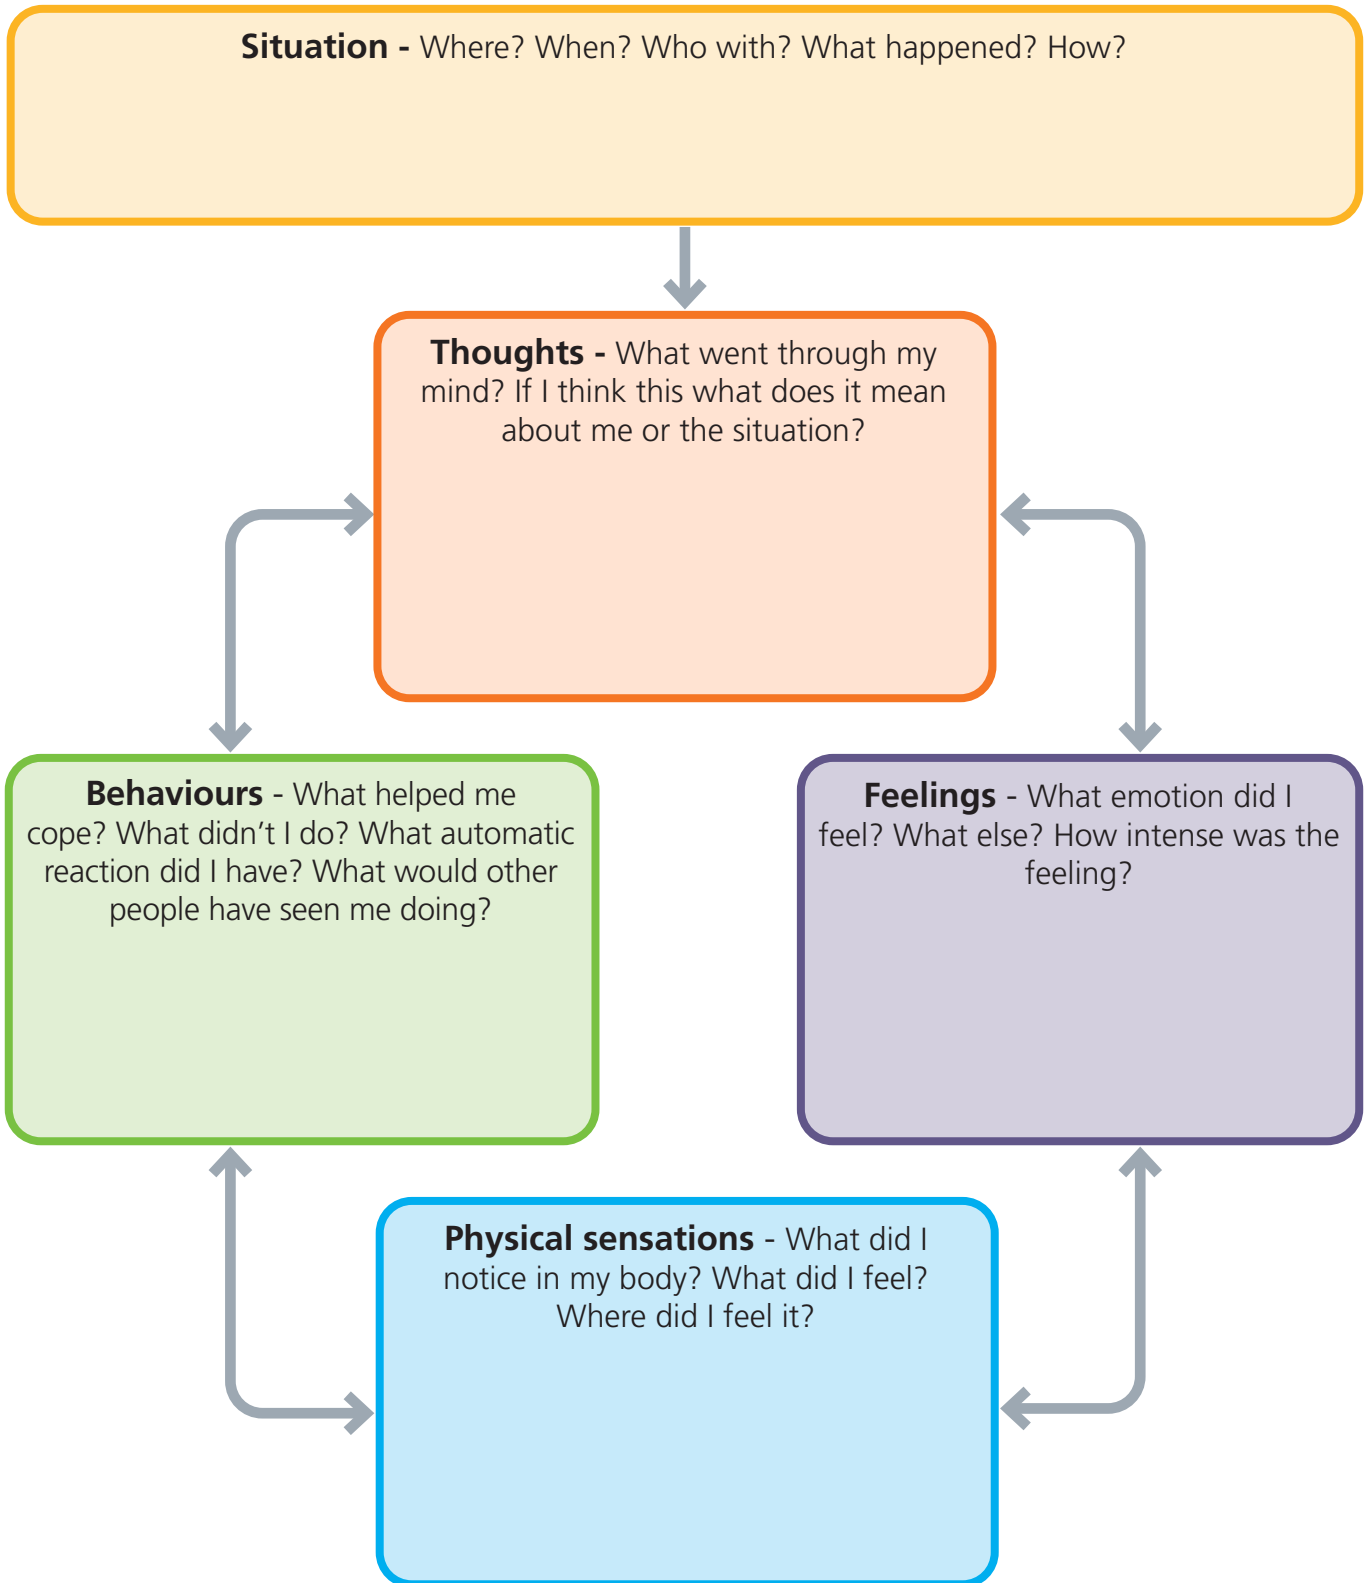 Situation - Where? When? Who with? What happened? How?
Thoughts - What went through my
mind? If I think this what does it mean
about me or the situation?
Behaviours - What helped me
cope? What didn't I do? What automatic
reaction did I have? What would other
people have seen me doing?
Feelings - What emotion did I
feel? What else? How intense was the
feeling?
Physical sensations - What did I
notice in my body? What did I feel?
Where did I feel it?